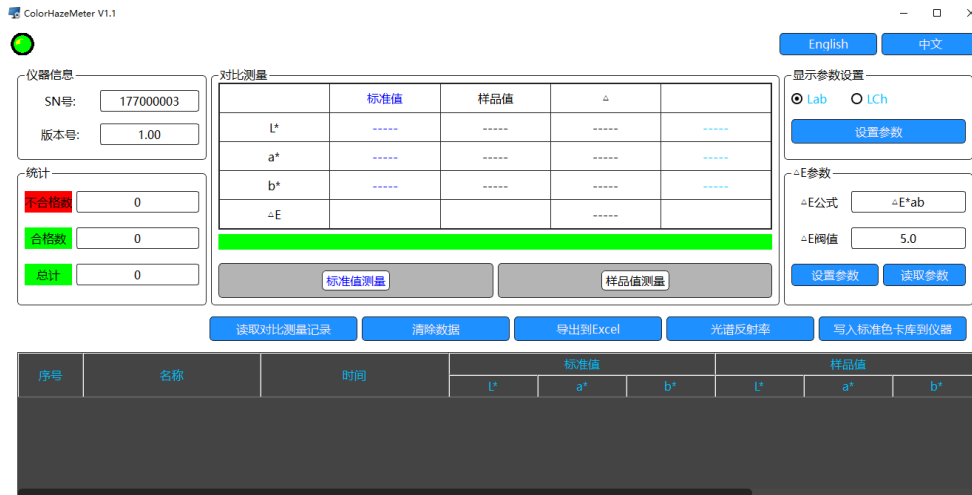 ColorHazeMeter V1.1
English 中文
仪器信息 对比测量 显示参数设置
SN号: 177000003
版本号: 1.00
标准值 样品值 △
L* ----- ----- ----- -----
a* ----- ----- -----
b* ----- ----- ----- -----
△E -----
Lab LCh
设置参数
统计
不合格数 0
合格数 0
总计 0
标准值测量 样品值测量
△E参数
△E公式 △E*ab
△E阀值 5.0
设置参数 读取参数
读取对比测量记录 清除数据 导出到Excel 光谱反射率 写入标准色卡库到仪器
序号 名称 时间 标准值 样品值
L* a* b* L* a* b*